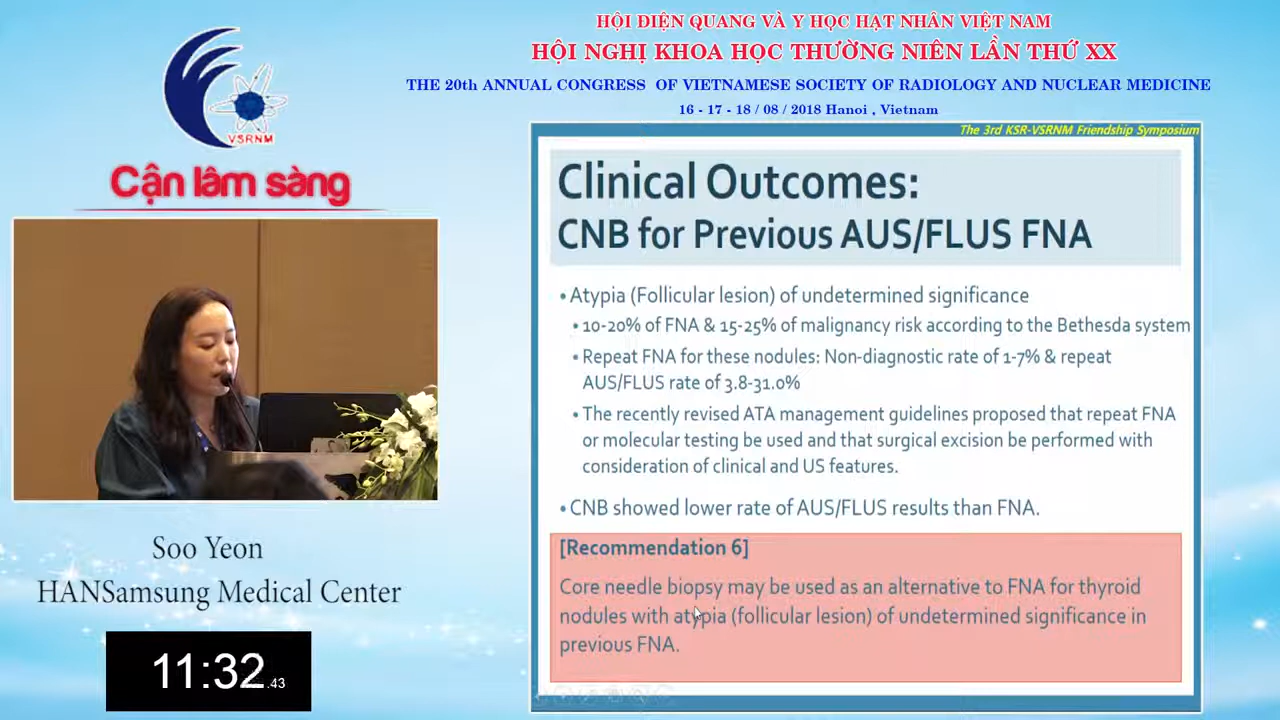 HỘI ĐIỆN QUANG VÀ Y HỌC HẠT NHÂN VIỆT NAM
HỘI NGHỊ KHOA HỌC THƯỜNG NIÊN LẦN THỨ XX
THE 20th ANNUAL CONGRESS OF VIETNAMESE SOCIETY OF RADIOLOGY AND NUCLEAR MEDICINE
16 - 17 - 18 / 08 / 2018 Hanoi , Vietnam
VSRNM
Cận lâm sàng
The 3rd KSR-VSRNM Friendship Symposium
Clinical Outcomes:
CNB for Previous AUS/FLUS FNA
• Atypia (Follicular lesion) of undetermined significance
• 10-20% of FNA & 15-25% of malignancy risk according to the Bethesda system
• Repeat FNA for these nodules: Non-diagnostic rate of 1-7% & repeat
AUS/FLUS rate of 3.8-31.0%
• The recently revised ATA management guidelines proposed that repeat FNA
or molecular testing be used and that surgical excision be performed with
consideration of clinical and US features.
• CNB showed lower rate of AUS/FLUS results than FNA.
[Recommendation 6]
Core needle biopsy may be used as an alternative to FNA for thyroid
nodules with atypia (follicular lesion) of undetermined significance in
previous FNA.
Soo Yeon
HANSamsung Medical Center
11:32.43